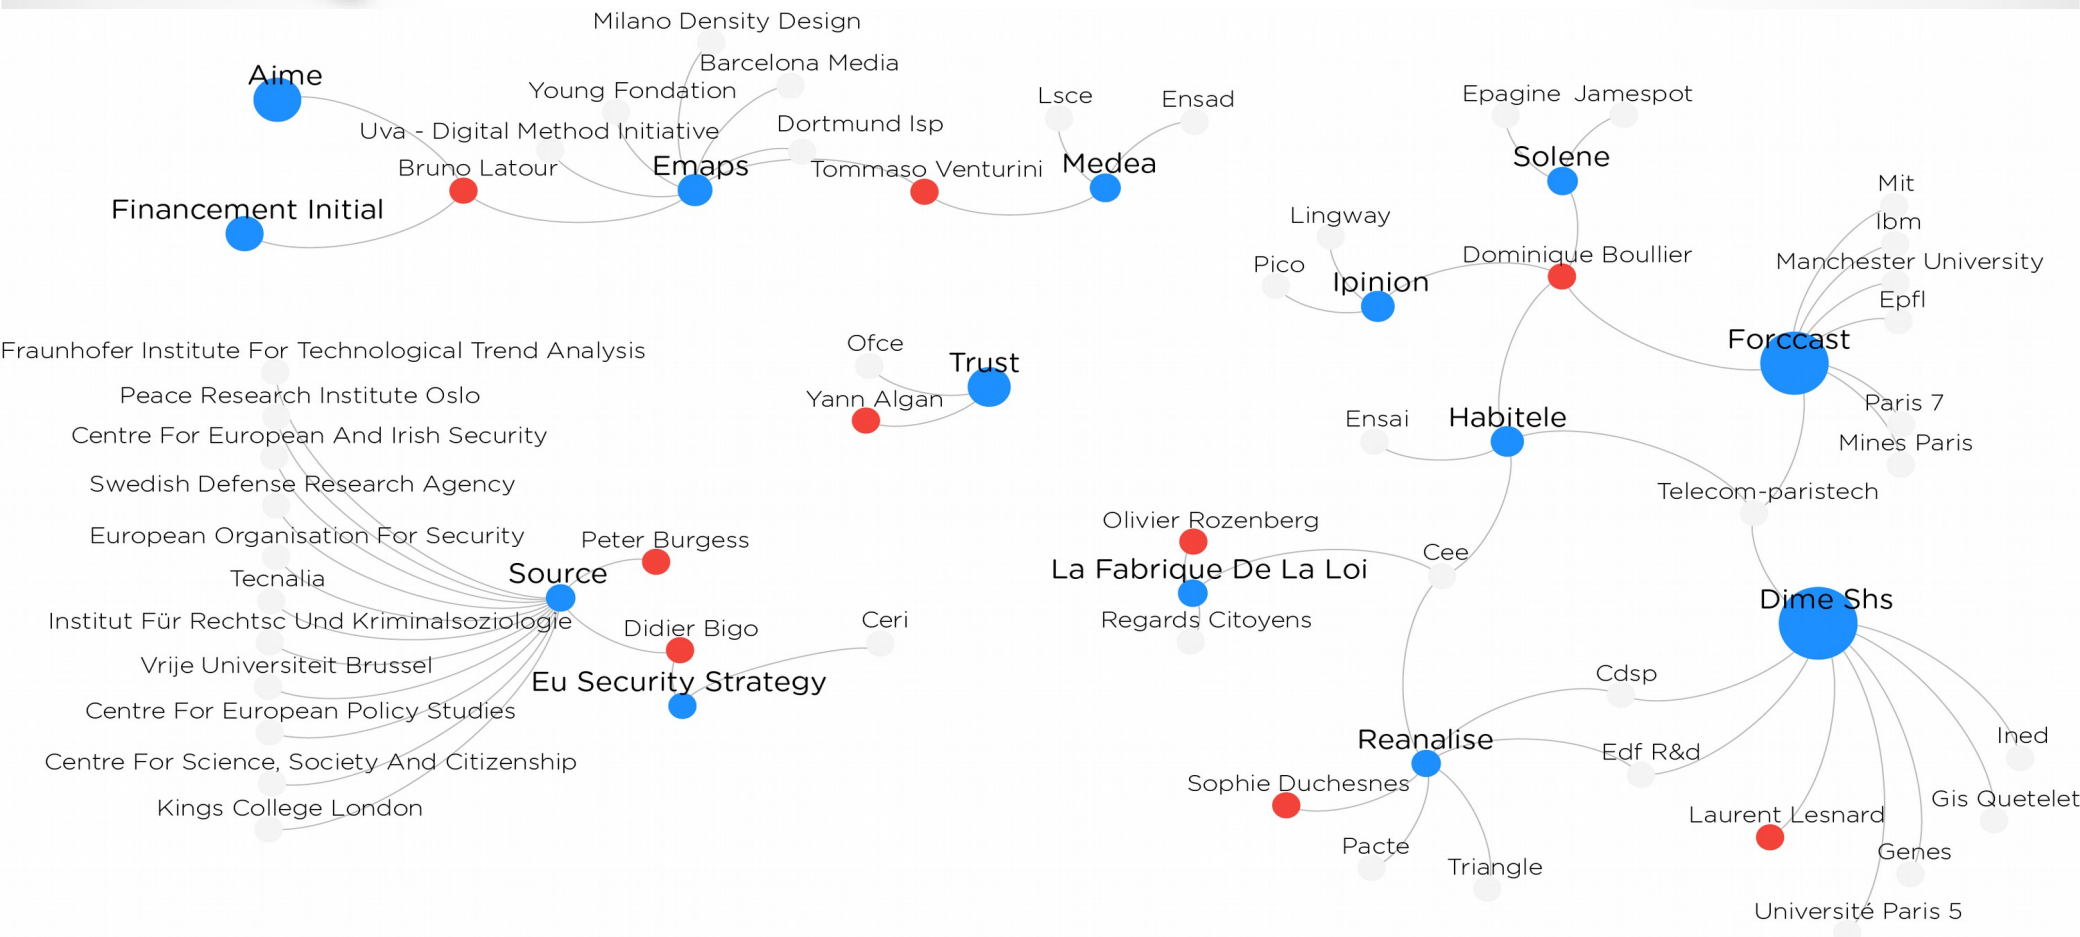 Milano Density Design
Barcelona Media
Aime
Young Fondation
Lsce
Ensad
Epagine
Jamespot
Uva - Digital Method Initiative
Dortmund Isp
Bruno Latour
Emaps
Tommaso Venturini
Medea
Solene
Mit
Financement Initial
Lingway
Ibm
Dominique Boullier
Manchester University
Pico
Ipinion
Epfl
Forccast
Fraunhofer Institute For Technological Trend Analysis
Ofce
Trust
Peace Research Institute Oslo
Yann Algan
Paris 7
Ensai
Habitele
Centre For European And Irish Security
Mines Paris
Swedish Defense Research Agency
Telecom-paristech
European Organisation For Security
Peter Burgess
Olivier Rozenberg
Cee
Tecnalia
Source
La Fabrique De La Loi
Dime Shs
Institut Für Rechtsc Und Kriminalsoziologie
Didier Bigo
Ceri
Regards Citoyens
Vrije Universiteit Brussel
Eu Security Strategy
Cdsp
Centre For European Policy Studies
Reanalise
Edf R&d
Ined
Centre For Science, Society And Citizenship
Sophie Duchesnes
Gis Quetelet
Kings College London
Laurent Lesnard
Pacte
Triangle
Genes
Université Paris 5